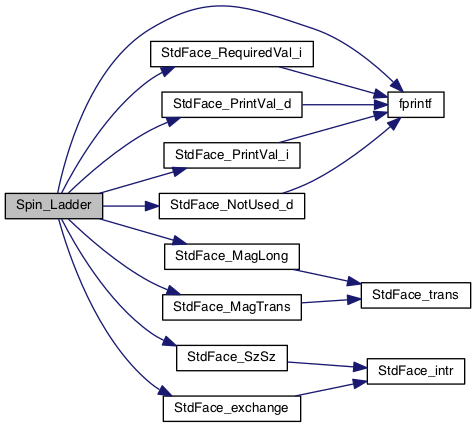 StdFace_RequiredVal_i
StdFace_PrintVal_d
fprintf
StdFace_PrintVal_i
Spin_Ladder
StdFace_NotUsed_d
StdFace_MagLong
StdFace_trans
StdFace_MagTrans
StdFace_SzSz
StdFace_intr
StdFace_exchange